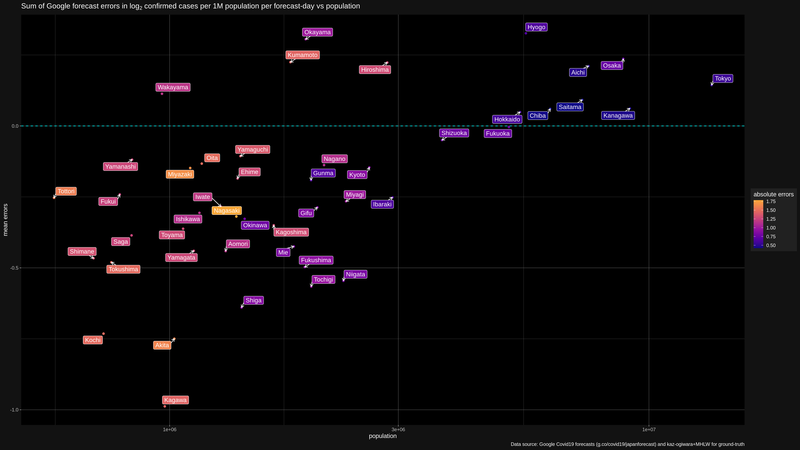 Sum of Google forecast errors in log₂ confirmed cases per 1M population per forecast-day vs population
Hyogo
Okayama
Kumamoto
Osaka
Hiroshima
Aichi
Tokyo
Wakayama
Saitama
Chiba
Kanagawa
Hokkaido
0.0
Shizuoka
Fukuoka
Yamaguchi
Oita
Nagano
absolute errors
Yamanashi
Miyazaki
Ehime
Gunma
Kyoto
1.75
1.50
1.25
1.00
0.75
0.50
Tottori
Iwate
Miyagi
Fukui
Ibaraki
Nagasaki
Gifu
mean errors
Ishikawa
Okinawa
Toyama
Kagoshima
Saga
Aomori
Shimane
Mie
Yamagata
Fukushima
-0.5
Tokushima
Niigata
Tochigi
Shiga
Kochi
Akita
Kagawa
-1.0
1e+06
3e+06
1e+07
population
Data source: Google Covid19 forecasts (g.co/covid19/japanforecast) and kaz-ogiwara+MHLW for ground-truth